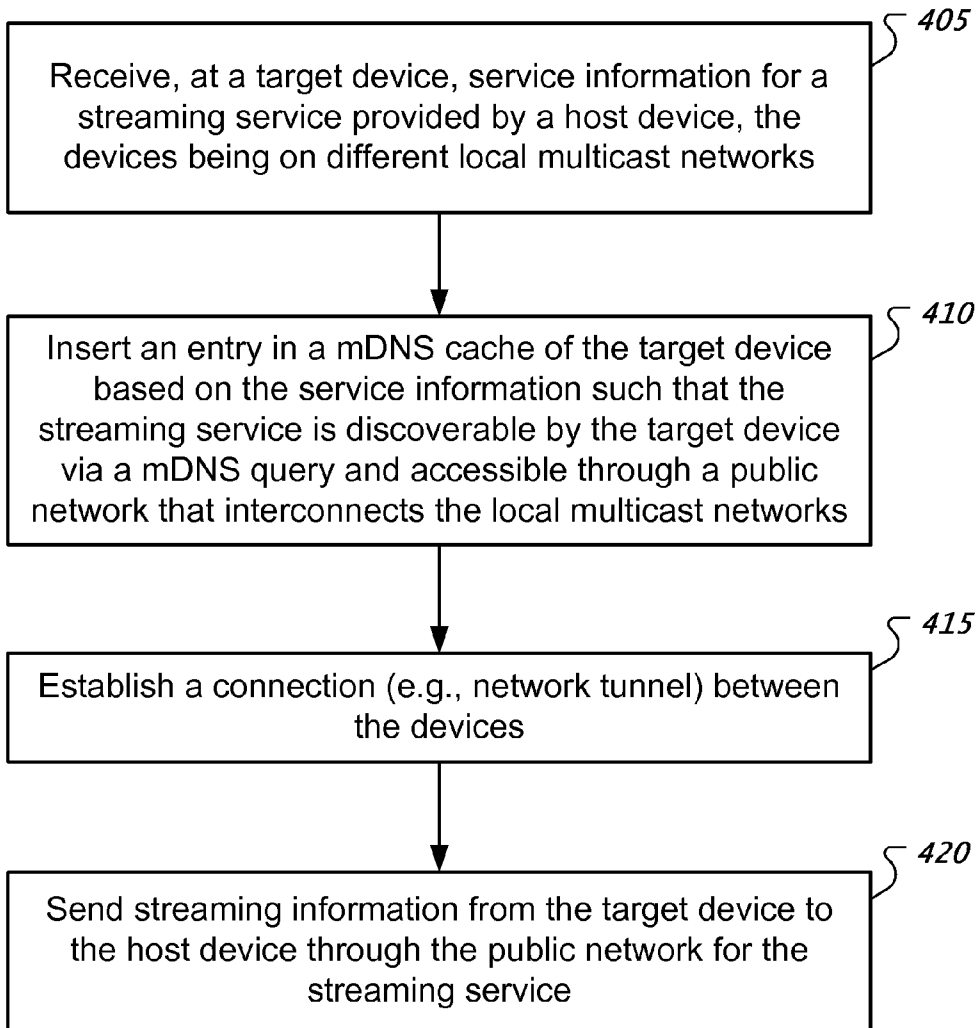 405
Receive, at a target device, service information for a
streaming service provided by a host device, the
devices being on different local multicast networks
410
Insert an entry in a mDNS cache of the target device
based on the service information such that the
streaming service is discoverable by the target device
via a mDNS query and accessible through a public
network that interconnects the local multicast networks
415
Establish a connection (e.g., network tunnel) between
the devices
420
Send streaming information from the target device to
the host device through the public network for the
streaming service